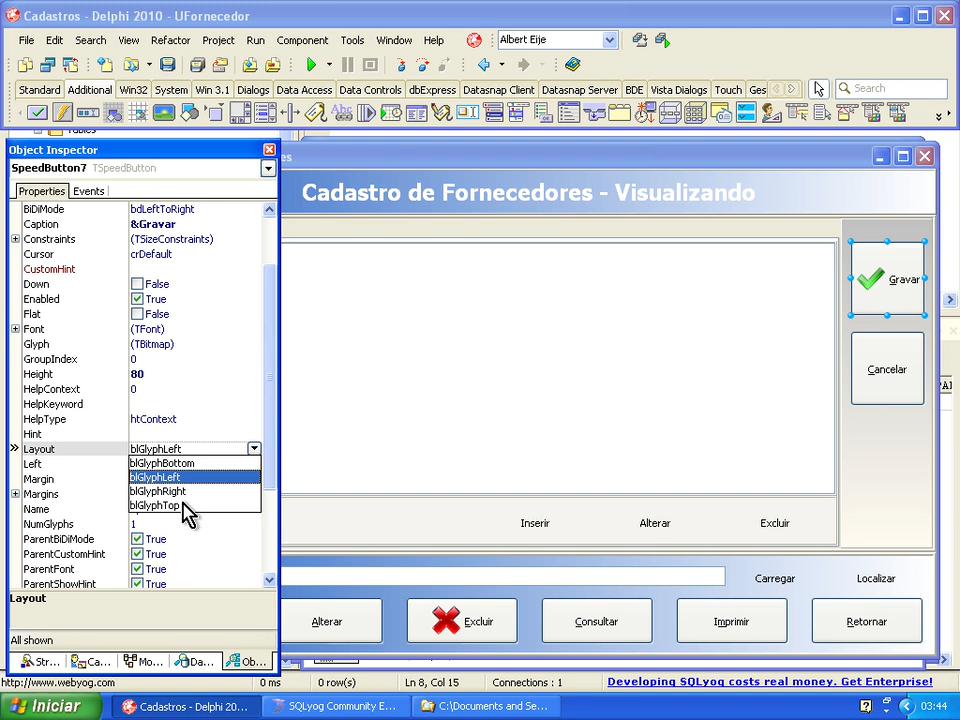 Cadastros - Delphi 2010 - UFornecedor
File Edit Search View Refactor Project Run Component Tools Window Help
Albert Eije
Standard Additional Win32 System Win 3.1 Dialogs Data Access Data Controls dbExpress Datasnap Client Datasnap Server BDE Vista Dialogs Touch Ges
Search
Object Inspector
SpeedButton7 TSpeedButton
Properties Events
BiDiMode bdLeftToRight
Caption &Gravar
Constraints (TSizeConstraints)
Cursor crDefault
CustomHint
Down False
Enabled True
Flat False
Font (TFont)
Glyph (TBitmap)
GroupIndex 0
Height 80
HelpContext 0
HelpKeyword
HelpType htContext
Hint
Layout blGlyphLeft
blGlyphBottom
blGlyphLeft
blGlyphRight
blGlyphTop
Left
Margin
Margins
Name
NumGlyphs 1
ParentBiDiMode True
ParentCustomHint True
ParentFont True
ParentShowHint True
Layout
All shown
Str... Ca... Mo... Da... Ob...
Cadastro de Fornecedores - Visualizando
Gravar
Cancelar
Inserir Alterar Excluir
Carregar Localizar
Alterar Excluir Consultar Imprimir Retornar
http://www.webyog.com 0 ms 0 row(s) Ln 8, Col 15 Connections : 1 Developing SQLyog costs real money. Get Enterprise!
Iniciar Cadastros - Delphi 20... SQLyog Community E... C:\Documents and Se... 03:44